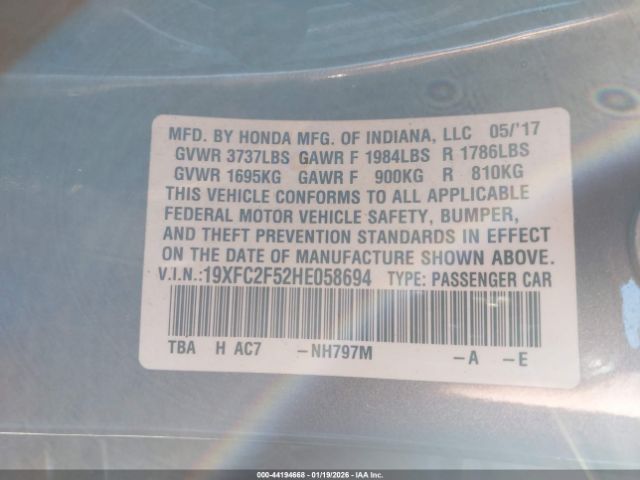 MFD. BY HONDA MFG. OF INDIANA, LLC 05/'17
GVWR 3737LBS GAWR F 1984LBS R 1786LBS
GVWR 1695KG GAWR F 900KG R 810KG
THIS VEHICLE CONFORMS TO ALL APPLICABLE
FEDERAL MOTOR VEHICLE SAFETY, BUMPER,
AND THEFT PREVENTION STANDARDS IN EFFECT
ON THE DATE OF MANUFACTURE SHOWN ABOVE.
V.I.N.:19XFC2F52HE058694 TYPE: PASSENGER CAR
TBA H AC7 -NH797M -A -E
000-44194668 | 01/19/2026 - IAA Inc.